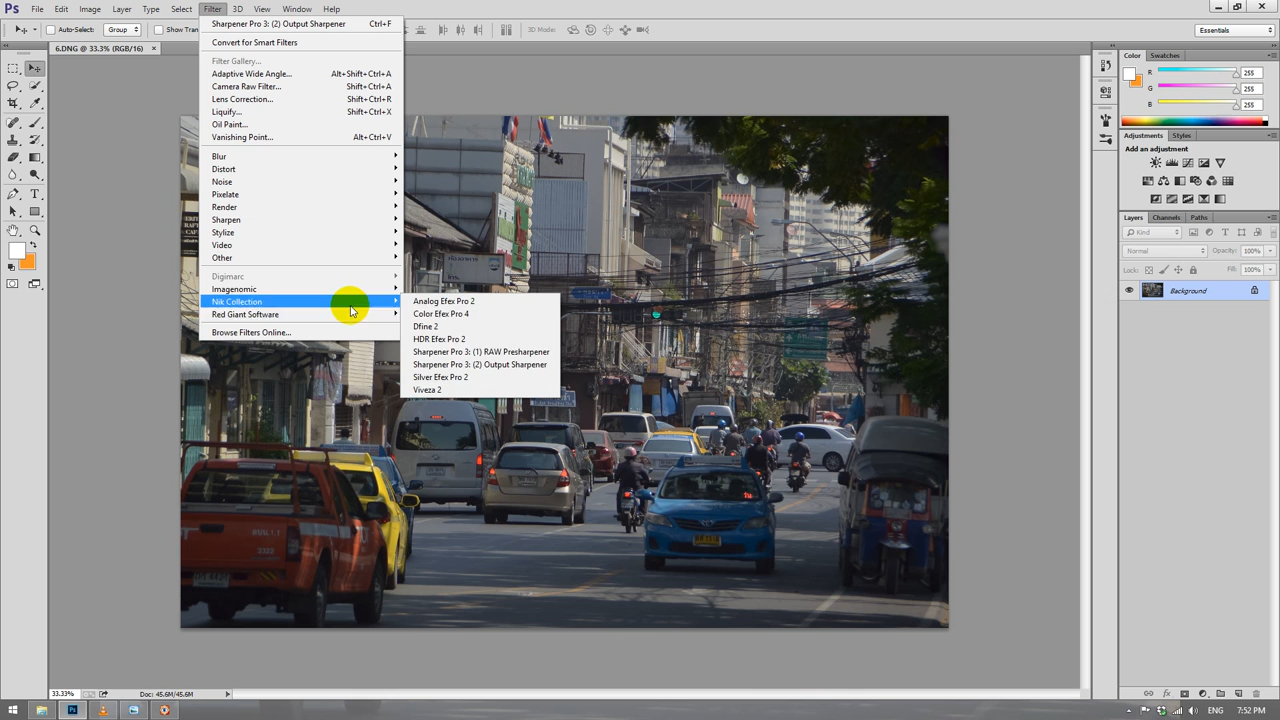 Ps File Edit Image Layer Type Select Filter 3D View Window Help
Auto-Select: Group Show Tran 3D Mode: Essentials
6.DNG @ 33.3% (RGB/16) ×
Sharpener Pro 3: (2) Output Sharpener Ctrl+F
Convert for Smart Filters
Filter Gallery...
Adaptive Wide Angle... Alt+Shift+Ctrl+A
Camera Raw Filter... Shift+Ctrl+A
Lens Correction... Shift+Ctrl+R
Liquify... Shift+Ctrl+X
Oil Paint...
Vanishing Point... Alt+Ctrl+V
Blur
Distort
Noise
Pixelate
Render
Sharpen
Stylize
Video
Other
Digimarc
Imagenomic
Nik Collection
Red Giant Software
Browse Filters Online...
Analog Efex Pro 2
Color Efex Pro 4
Dfine 2
HDR Efex Pro 2
Sharpener Pro 3: (1) RAW Presharpener
Sharpener Pro 3: (2) Output Sharpener
Silver Efex Pro 2
Viveza 2
Color Swatches
R 255
G 255
B 255
Adjustments Styles
Add an adjustment
Layers Channels Paths
Kind
Normal Opacity: 100%
Lock: Fill: 100%
Background
3322
33.33% Doc: 45.6M/45.6M
ENG 7:52 PM